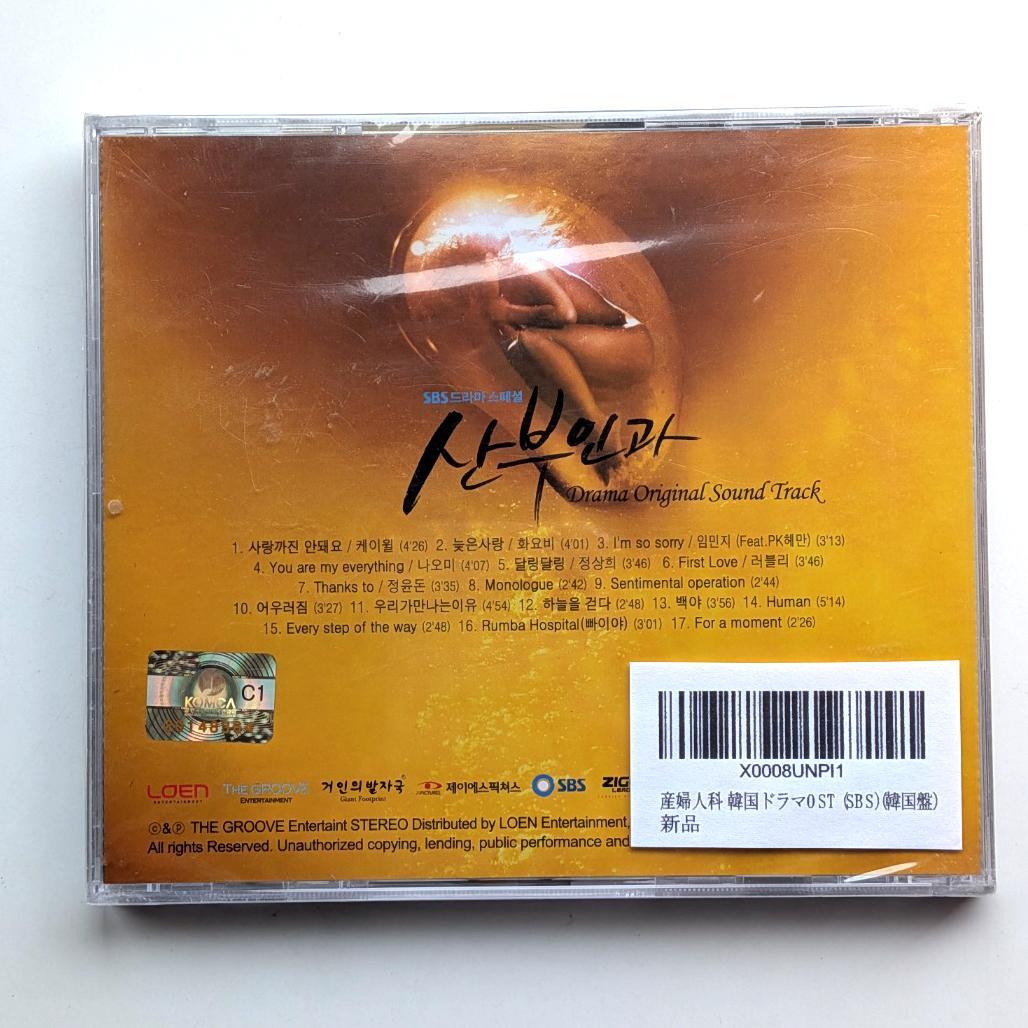 SBS 드라마 스페셜
산부인과
Drama Original Sound Track
1. 사랑까진 안돼요 / 케이윌 (4'26) 2. 늦은사랑 / 화요비 (4'01) 3. I'm so sorry / 임민지 (Feat.PK헤만) (3'13)
4. You are my everything / 나오미 (4'07) 5. 달링달링 / 정상희 (3'46) 6. First Love / 러블리 (3'46)
7. Thanks to / 정윤돈 (3'35) 8. Monologue (2'42) 9. Sentimental operation (2'44)
10. 어우러짐 (3'27) 11. 우리가만나는이유 (4'54) 12. 하늘을 걷다 (2'48) 13. 백야 (3'56) 14. Human (5'14)
15. Every step of the way (2'48) 16. Rumba Hospital(빠이야) (3'01) 17. For a moment (2'26)
KOMCA C1
X0008UNPI1
産婦人科 韓国ドラマOST (SBS)(韓国盤)
新品
LOEN ENTERTAINMENT THE GROOVE ENTERTAINMENT 거인의발자국 Giant Footprint 제이에스픽쳐스 SBS ZIG
©&℗ THE GROOVE Entertaint STEREO Distributed by LOEN Entertainment,
All rights Reserved. Unauthorized copying, lending, public performance and